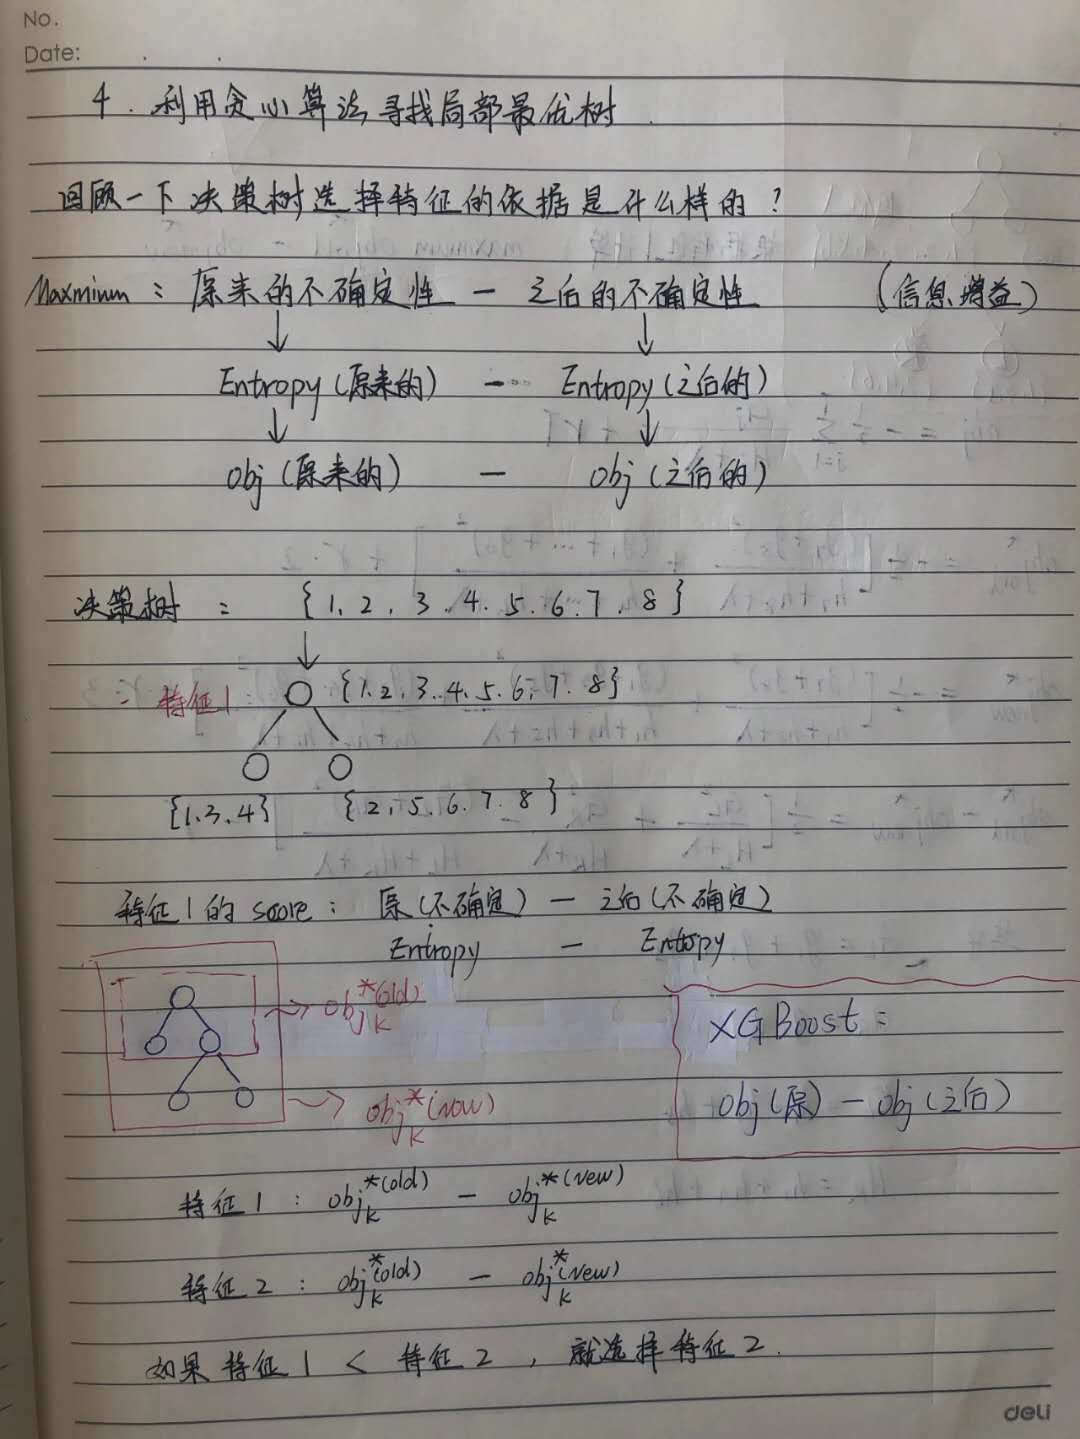 No.
Date:
4. 利用贪心算法寻找局部最优树.
回顾一下决策树选择特征的依据是什么样的?
Maxmium: 原来的不确定性 — 之后的不确定性 (信息增益)
↓ ↓
Entropy(原来的) — Entropy(之后的)
↓ ↓
Obj(原来的) — Obj(之后的)
决策树: {1,2,3,4,5,6,7,8}
↓
特征1: {1,2,3,4,5,6,7,8}
{1,3,4} {2,5,6,7,8}
特征1的score: 原(不确定) — 之后(不确定)
Entropy — Entropy
→ obj_k^*(old)
XGBoost:
→ obj_k^*(new)
obj(原) — obj(之后)
特征1: obj_k^*(old) — obj_k^*(new)
特征2: obj_k^*(old) — obj_k^*(new)
如果特征1 < 特征2, 就选择特征2.
deli